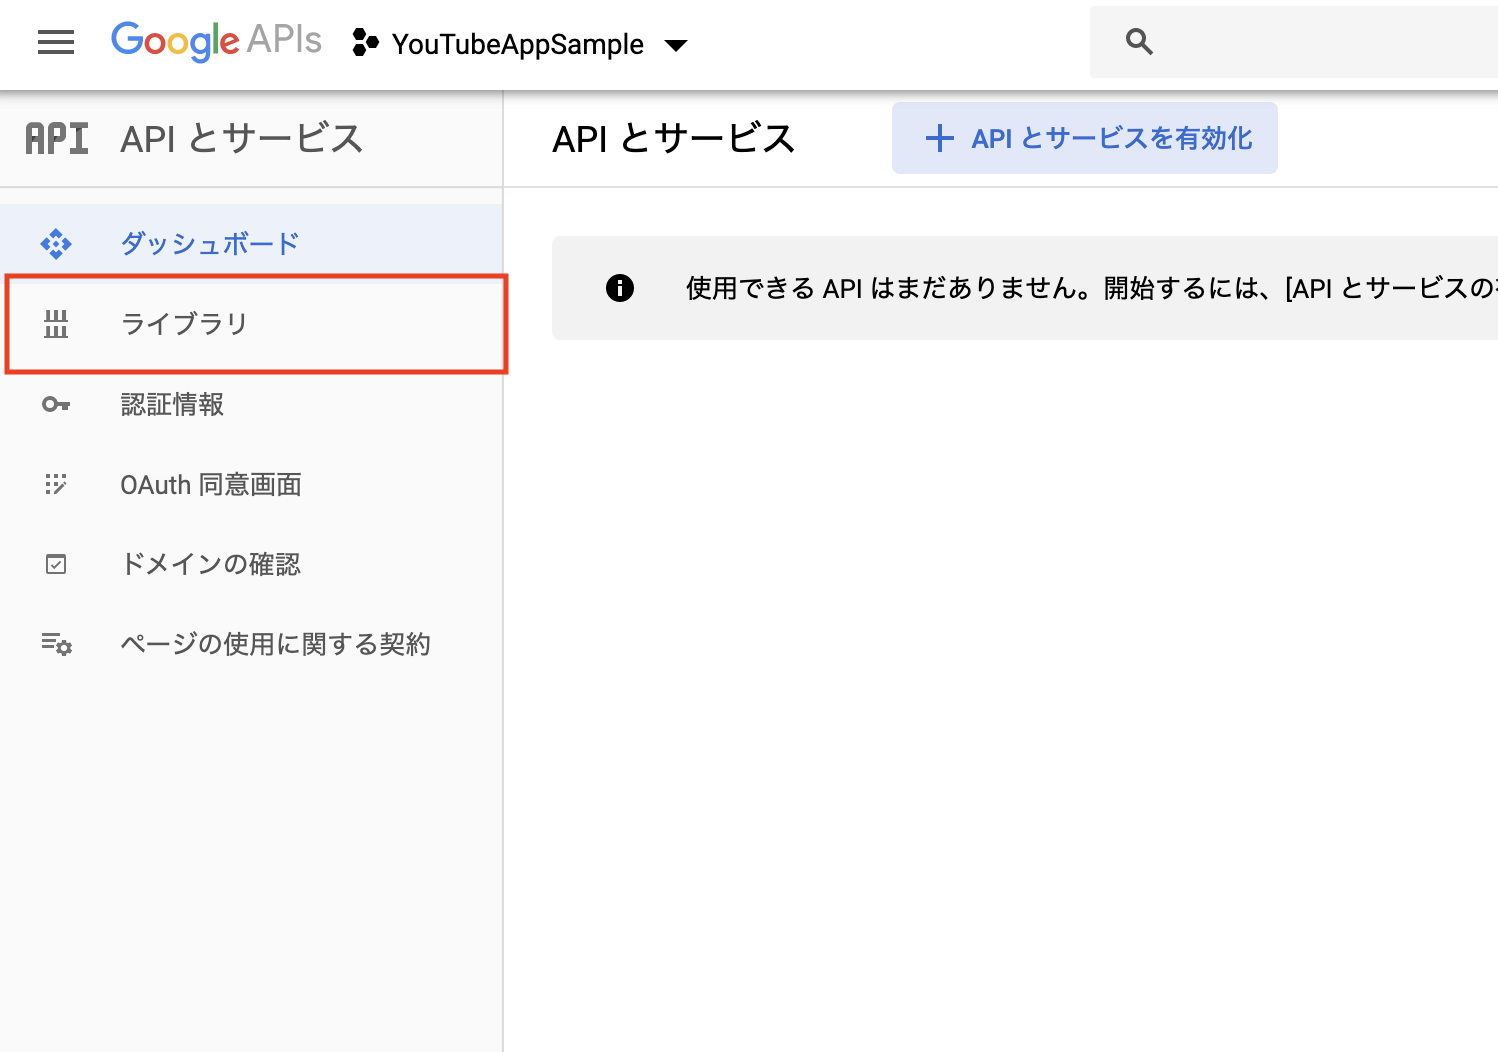 Google APIs YouTubeAppSample
API API とサービス
API とサービス
API とサービスを有効化
ダッシュボード
使用できる API はまだありません。開始するには、[API とサービスの
ライブラリ
認証情報
OAuth 同意画面
ドメインの確認
ページの使用に関する契約